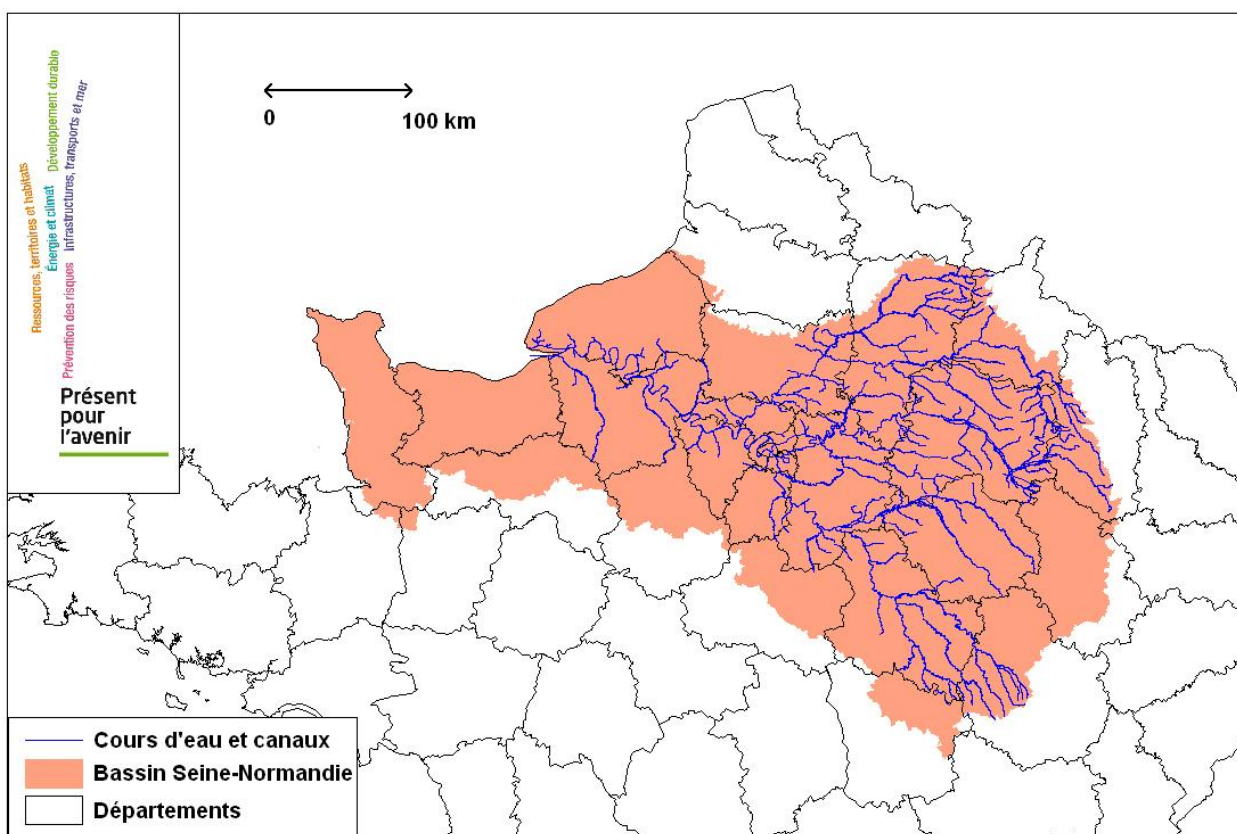 Ressources, territoires et habitats
Énergie et climat Développement durable
Prévention des risques Infrastructures, transports et mer
Présent
pour
l'avenir
0 100 km
Cours d'eau et canaux
Bassin Seine-Normandie
Départements